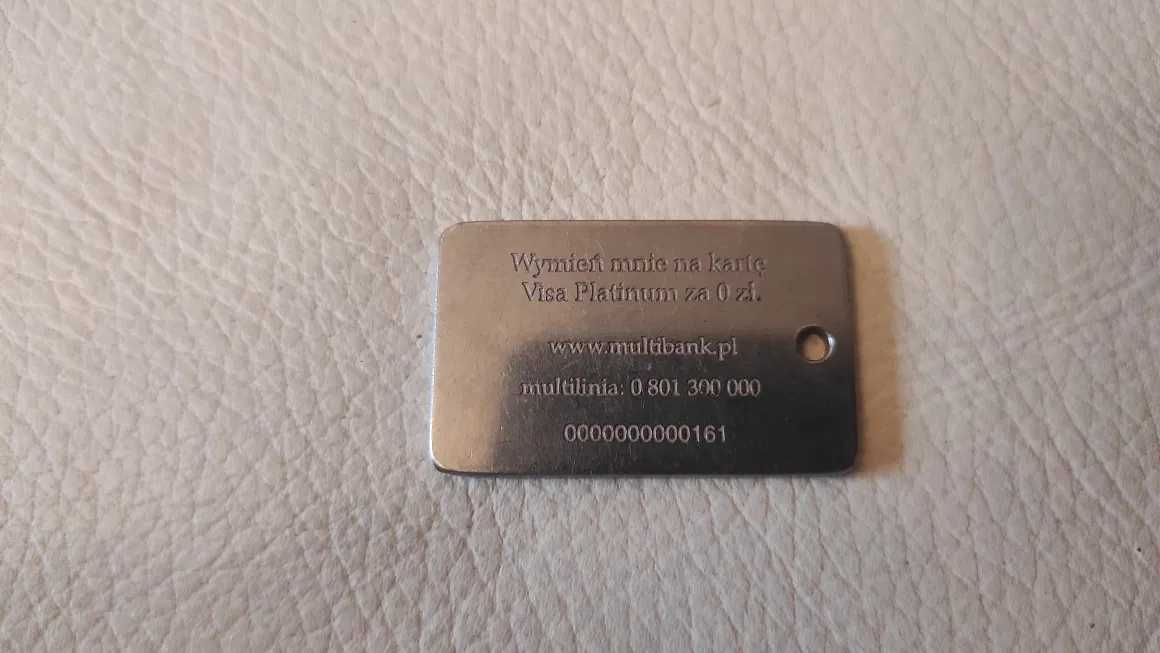 Wymień mnie na kartę
Visa Platinum za 0 zł.
www.multibank.pl
multilinia: 0 801 300 000
0000000000161